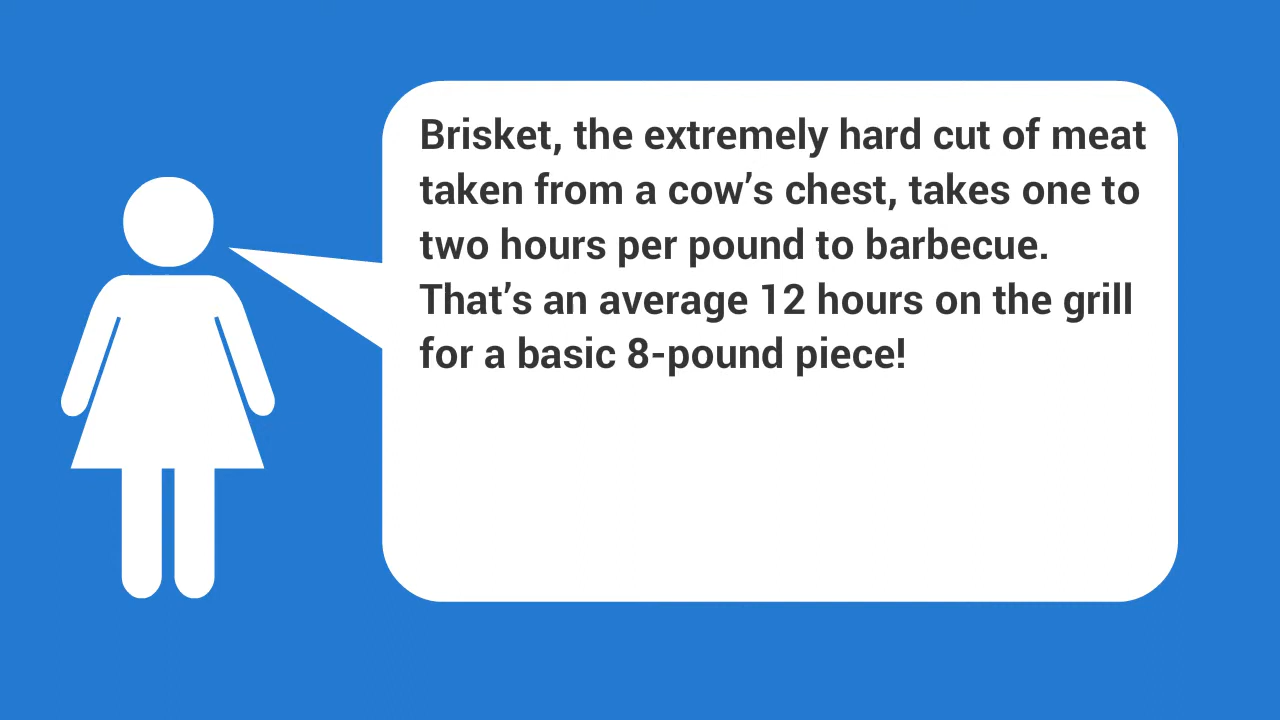 Brisket, the extremely hard cut of meat
taken from a cow’s chest, takes one to
two hours per pound to barbecue.
That’s an average 12 hours on the grill
for a basic 8-pound piece!